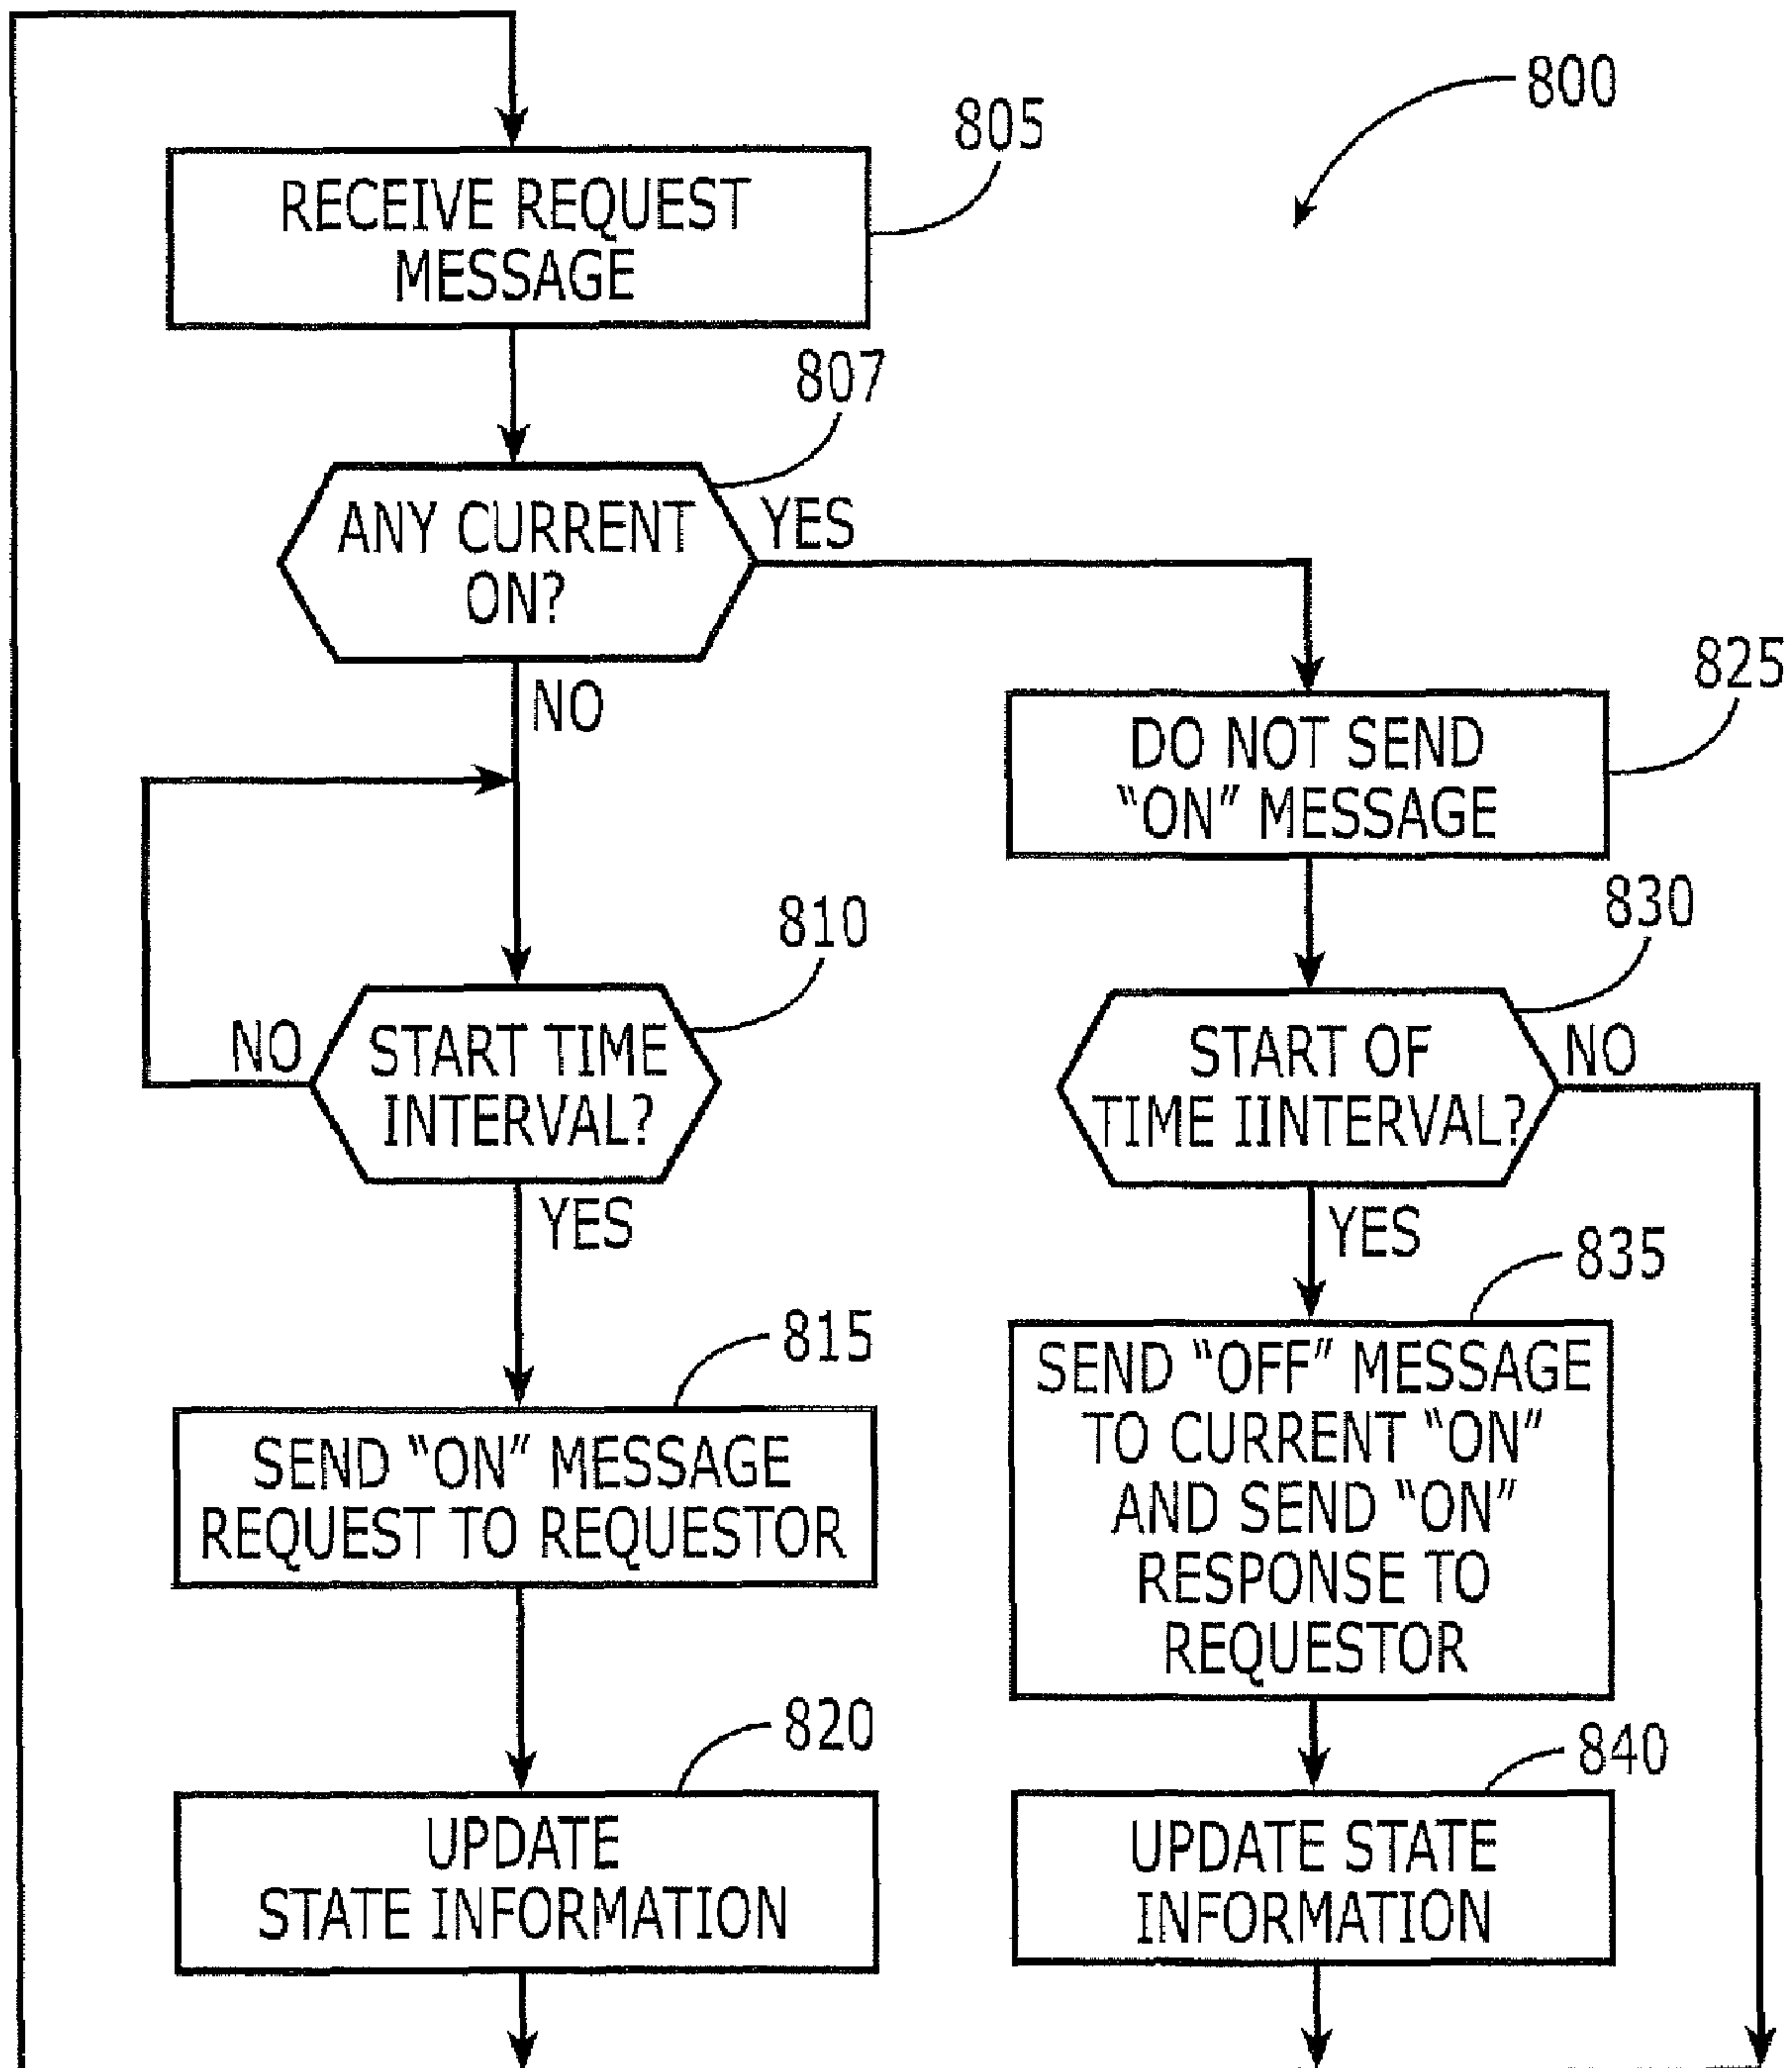 800
805
RECEIVE REQUEST
MESSAGE
807
ANY CURRENT
ON?
YES
NO
825
DO NOT SEND
“ON” MESSAGE
810
START TIME
INTERVAL?
NO
YES
830
START OF
TIME IINTERVAL?
NO
YES
815
SEND “ON” MESSAGE
REQUEST TO REQUESTOR
835
SEND “OFF” MESSAGE
TO CURRENT “ON”
AND SEND “ON”
RESPONSE TO
REQUESTOR
820
UPDATE
STATE INFORMATION
840
UPDATE STATE
INFORMATION